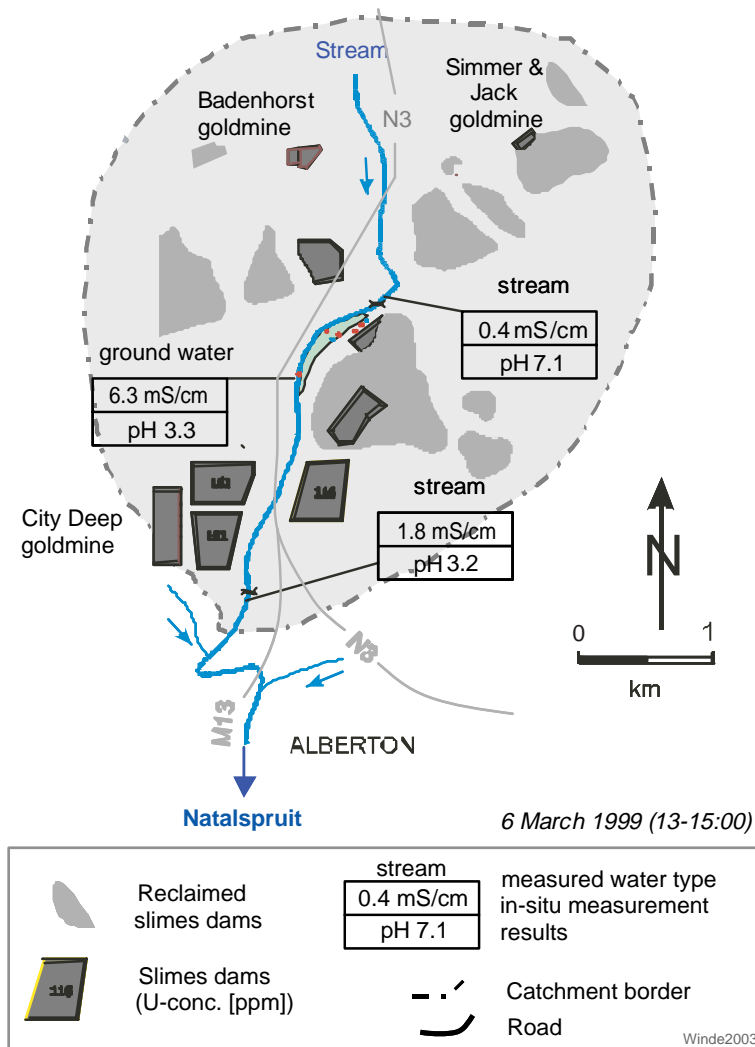 Stream
Simmer &
Jack
goldmine
Badenhorst
goldmine
N3
stream
0.4 mS/cm
pH 7.1
ground water
6.3 mS/cm
pH 3.3
116
stream
1.8 mS/cm
pH 3.2
City Deep
goldmine
N
0 1
km
N3
M13
ALBERTON
Natalspruit
6 March 1999 (13-15:00)
Reclaimed
slimes dams
stream
0.4 mS/cm
pH 7.1
measured water type
in-situ measurement
results
116
Slimes dams
(U-conc. [ppm])
Catchment border
Road
Winde2003